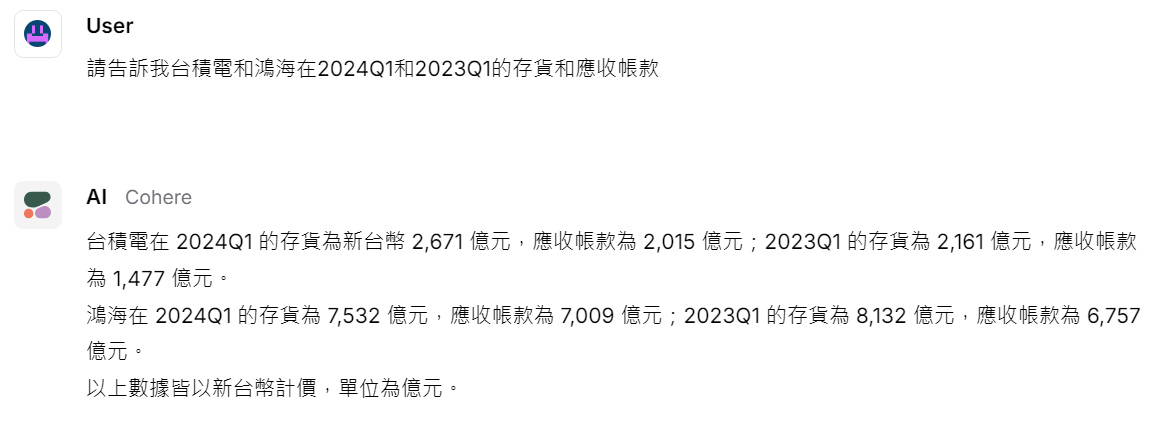 User
請告訴我台積電和鴻海在2024Q1和2023Q1的存貨和應收帳款
AI Cohere
台積電在 2024Q1 的存貨為新台幣 2,671 億元，應收帳款為 2,015 億元；2023Q1 的存貨為 2,161 億元，應收帳款
為 1,477 億元。
鴻海在 2024Q1 的存貨為 7,532 億元，應收帳款為 7,009 億元；2023Q1 的存貨為 8,132 億元，應收帳款為 6,757
億元。
以上數據皆以新台幣計價，單位為億元。